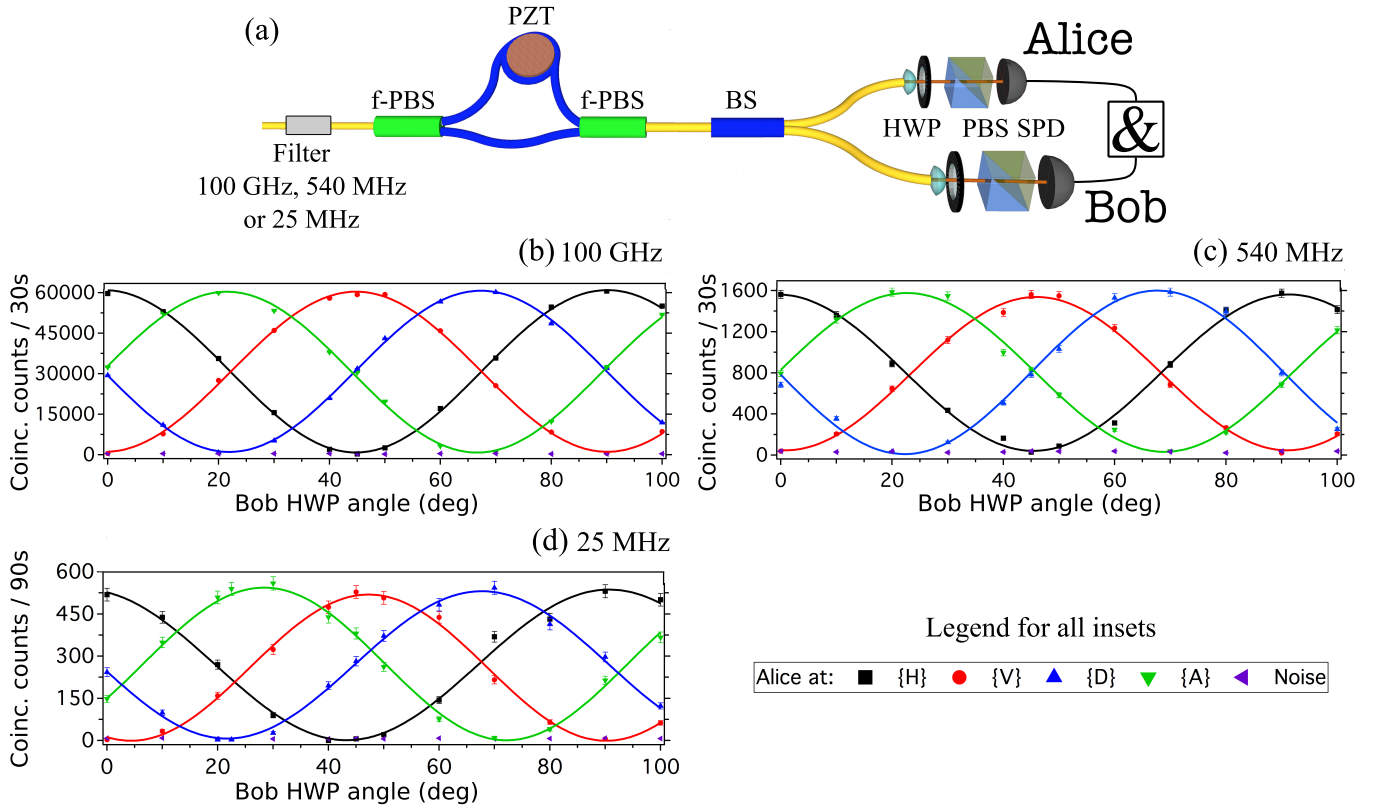 (a)
PZT
f-PBS
f-PBS
BS
Alice
HWP
PBS SPD
&
Bob
Filter
100 GHz, 540 MHz
or 25 MHz
(b) 100 GHz
Coinc. counts / 30s
60000
45000
30000
15000
0
0 20 40 60 80 100
Bob HWP angle (deg)
(c) 540 MHz
Coinc. counts / 30s
1600
1200
800
400
0
0 20 40 60 80 100
Bob HWP angle (deg)
(d) 25 MHz
Coinc. counts / 90s
600
450
300
150
0
0 20 40 60 80 100
Bob HWP angle (deg)
Legend for all insets
Alice at: {H} {V} {D} {A} Noise